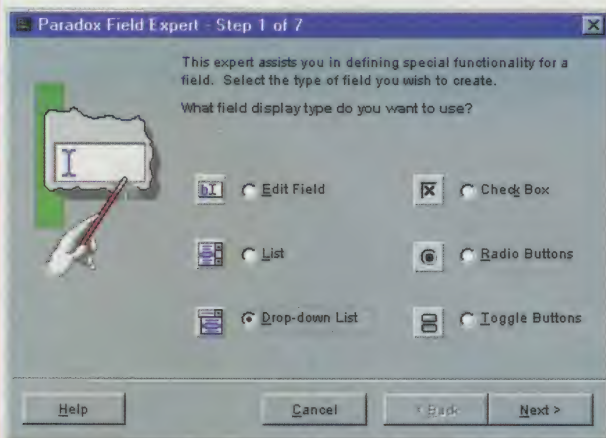 Paradox Field Expert - Step 1 of 7
This expert assists you in defining special functionality for a
field. Select the type of field you wish to create.
What field display type do you want to use?
Edit Field
Check Box
List
Radio Buttons
Drop-down List
Toggle Buttons
Help
Cancel
< Back
Next >